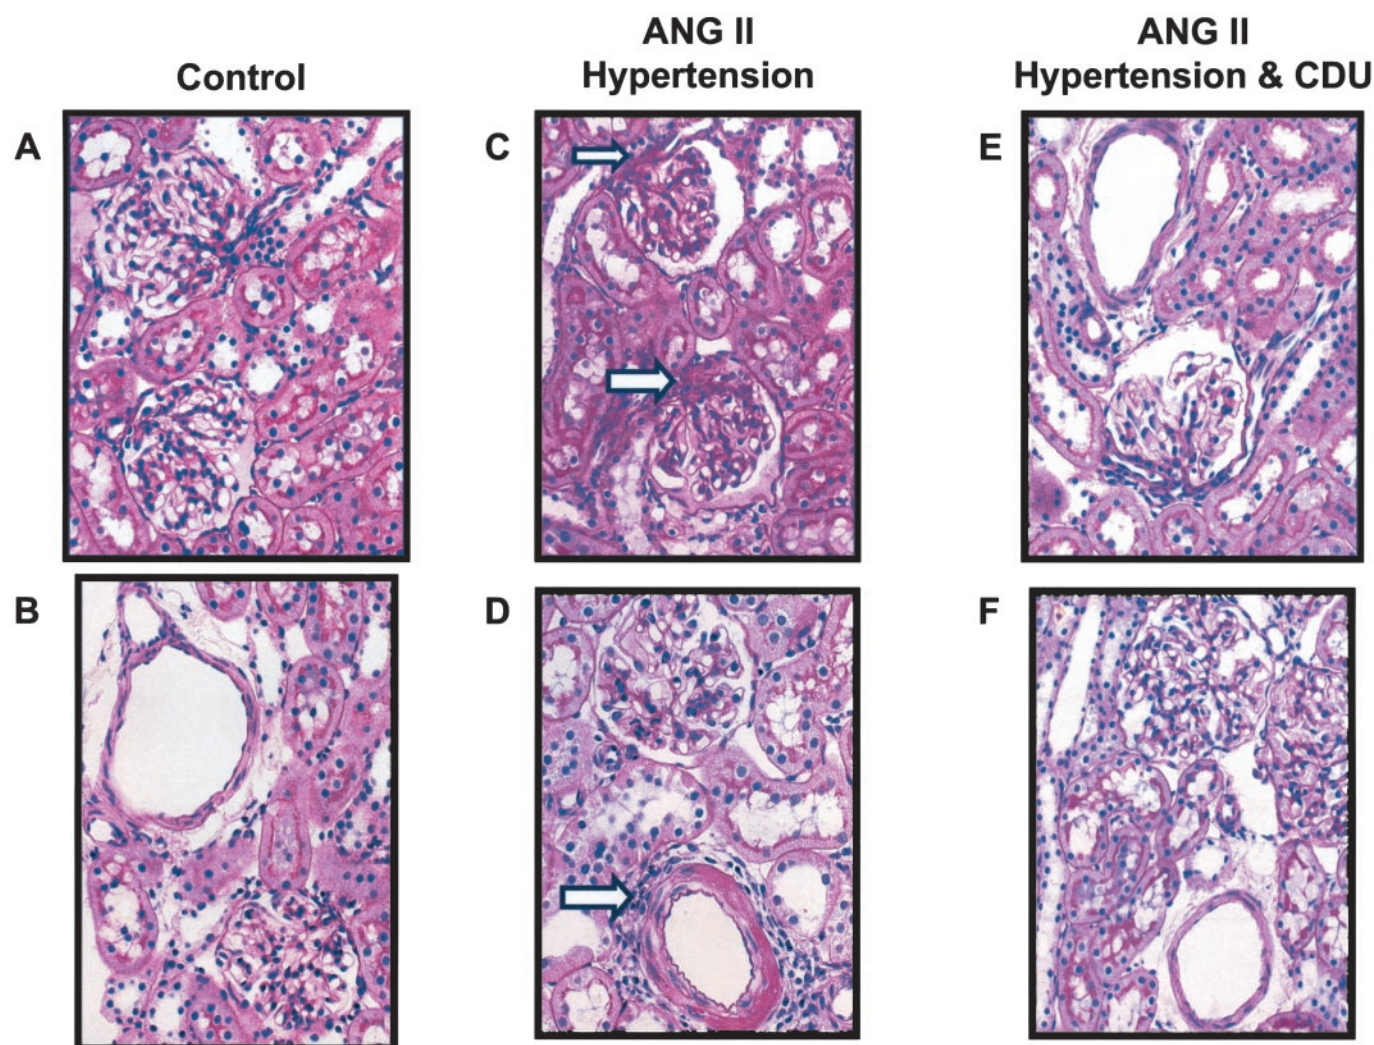 Control
ANG II
Hypertension
ANG II
Hypertension & CDU
A
C
E
B
D
F